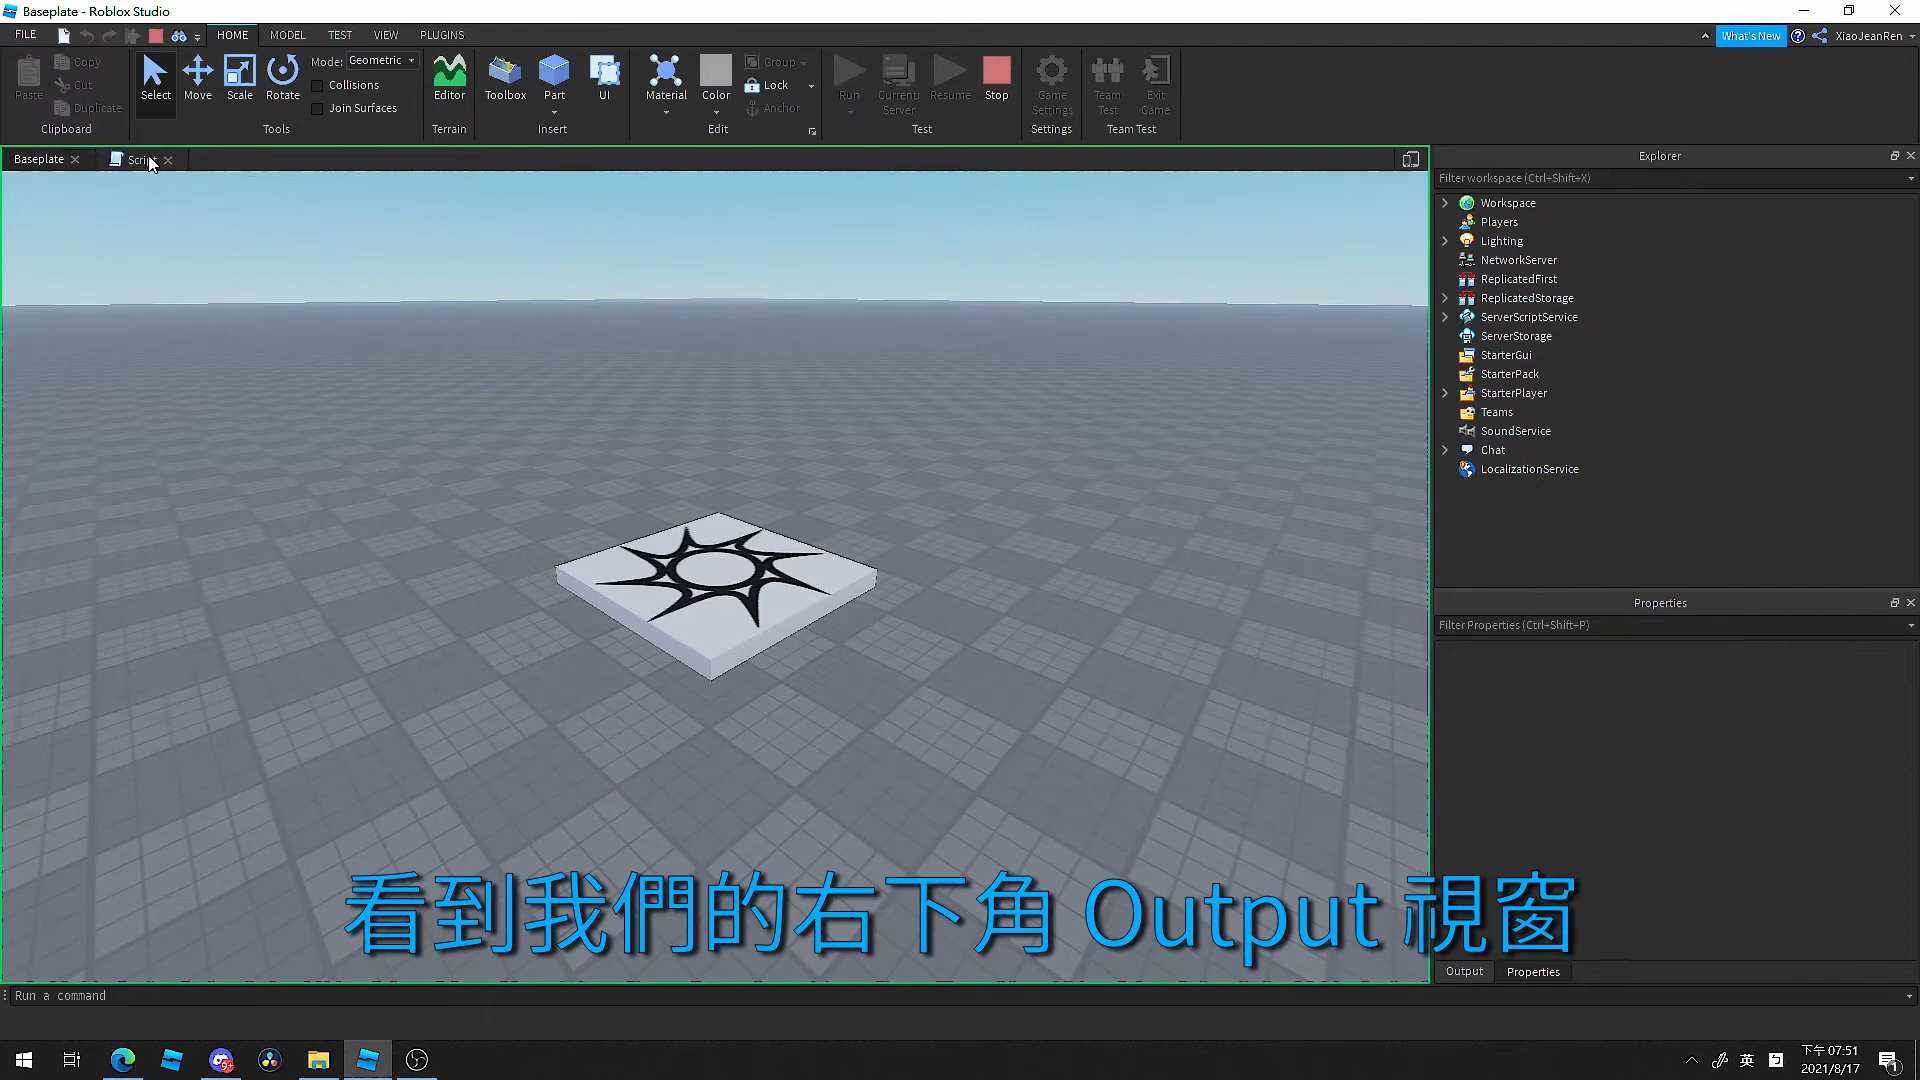 Baseplate - Roblox Studio
FILE
HOME
MODEL
TEST
VIEW
PLUGINS
What's New
XiaoJeanRen
Paste
Copy
Cut
Duplicate
Clipboard
Select
Move
Scale
Rotate
Mode: Geometric
Collisions
Join Surfaces
Tools
Editor
Terrain
Toolbox
Part
UI
Insert
Material
Color
Group
Lock
Anchor
Edit
Run
Current:
Server
Resume
Stop
Test
Game
Settings
Settings
Team
Test
Exit
Game
Team Test
Baseplate
Script
Explorer
Filter workspace (Ctrl+Shift+X)
Workspace
Players
Lighting
NetworkServer
ReplicatedFirst
ReplicatedStorage
ServerScriptService
ServerStorage
StarterGui
StarterPack
StarterPlayer
Teams
SoundService
Chat
LocalizationService
Properties
Filter Properties (Ctrl+Shift+P)
看到我們的右下角 Output 視窗
Output
Properties
Run a command
9+
英
下午 07:51
2021/8/17
1